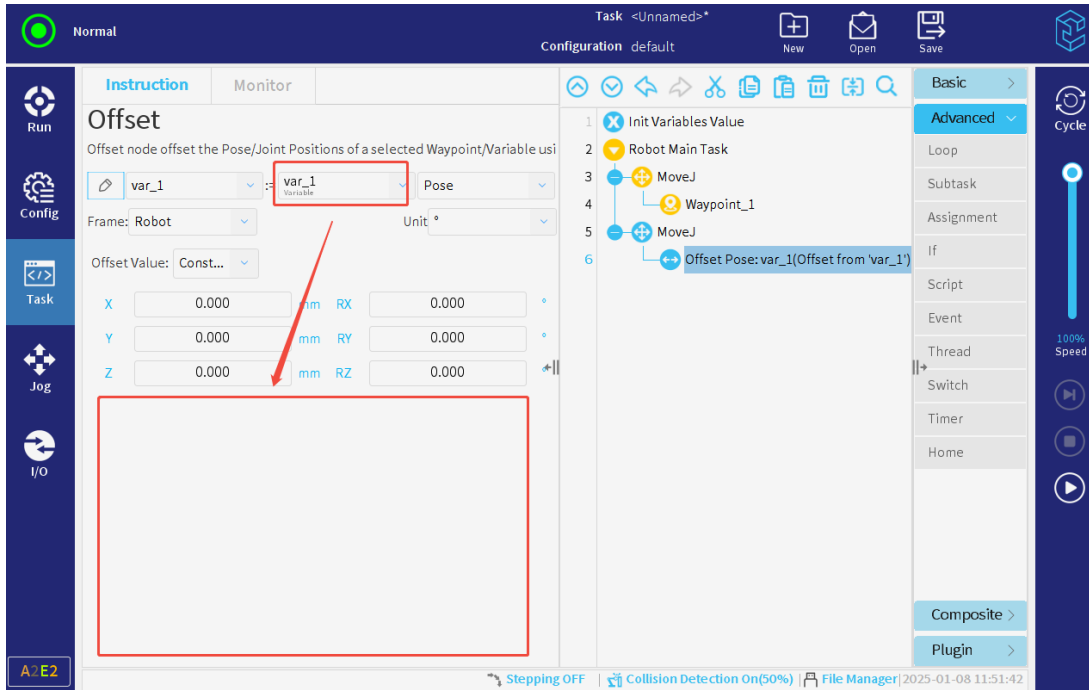 Normal
Task <Unnamed>*
Configuration default
New
Open
Save
Run
Config
Task
Jog
I/O
A2E2
Instruction
Monitor
Offset
Offset node offset the Pose/Joint Positions of a selected Waypoint/Variable usi
var_1 := var_1 Pose
Variable
Frame: Robot Unit °
Offset Value: Const...
X 0.000 mm RX 0.000 °
Y 0.000 mm RY 0.000 °
Z 0.000 mm RZ 0.000 °
1 Init Variables Value
2 Robot Main Task
3 MoveJ
4 Waypoint_1
5 MoveJ
6 Offset Pose: var_1(Offset from 'var_1')
Basic
Advanced
Loop
Subtask
Assignment
If
Script
Event
Thread
Switch
Timer
Home
Composite
Plugin
Cycle
100%
Speed
Stepping OFF | Collision Detection On(50%) | File Manager| 2025-01-08 11:51:42